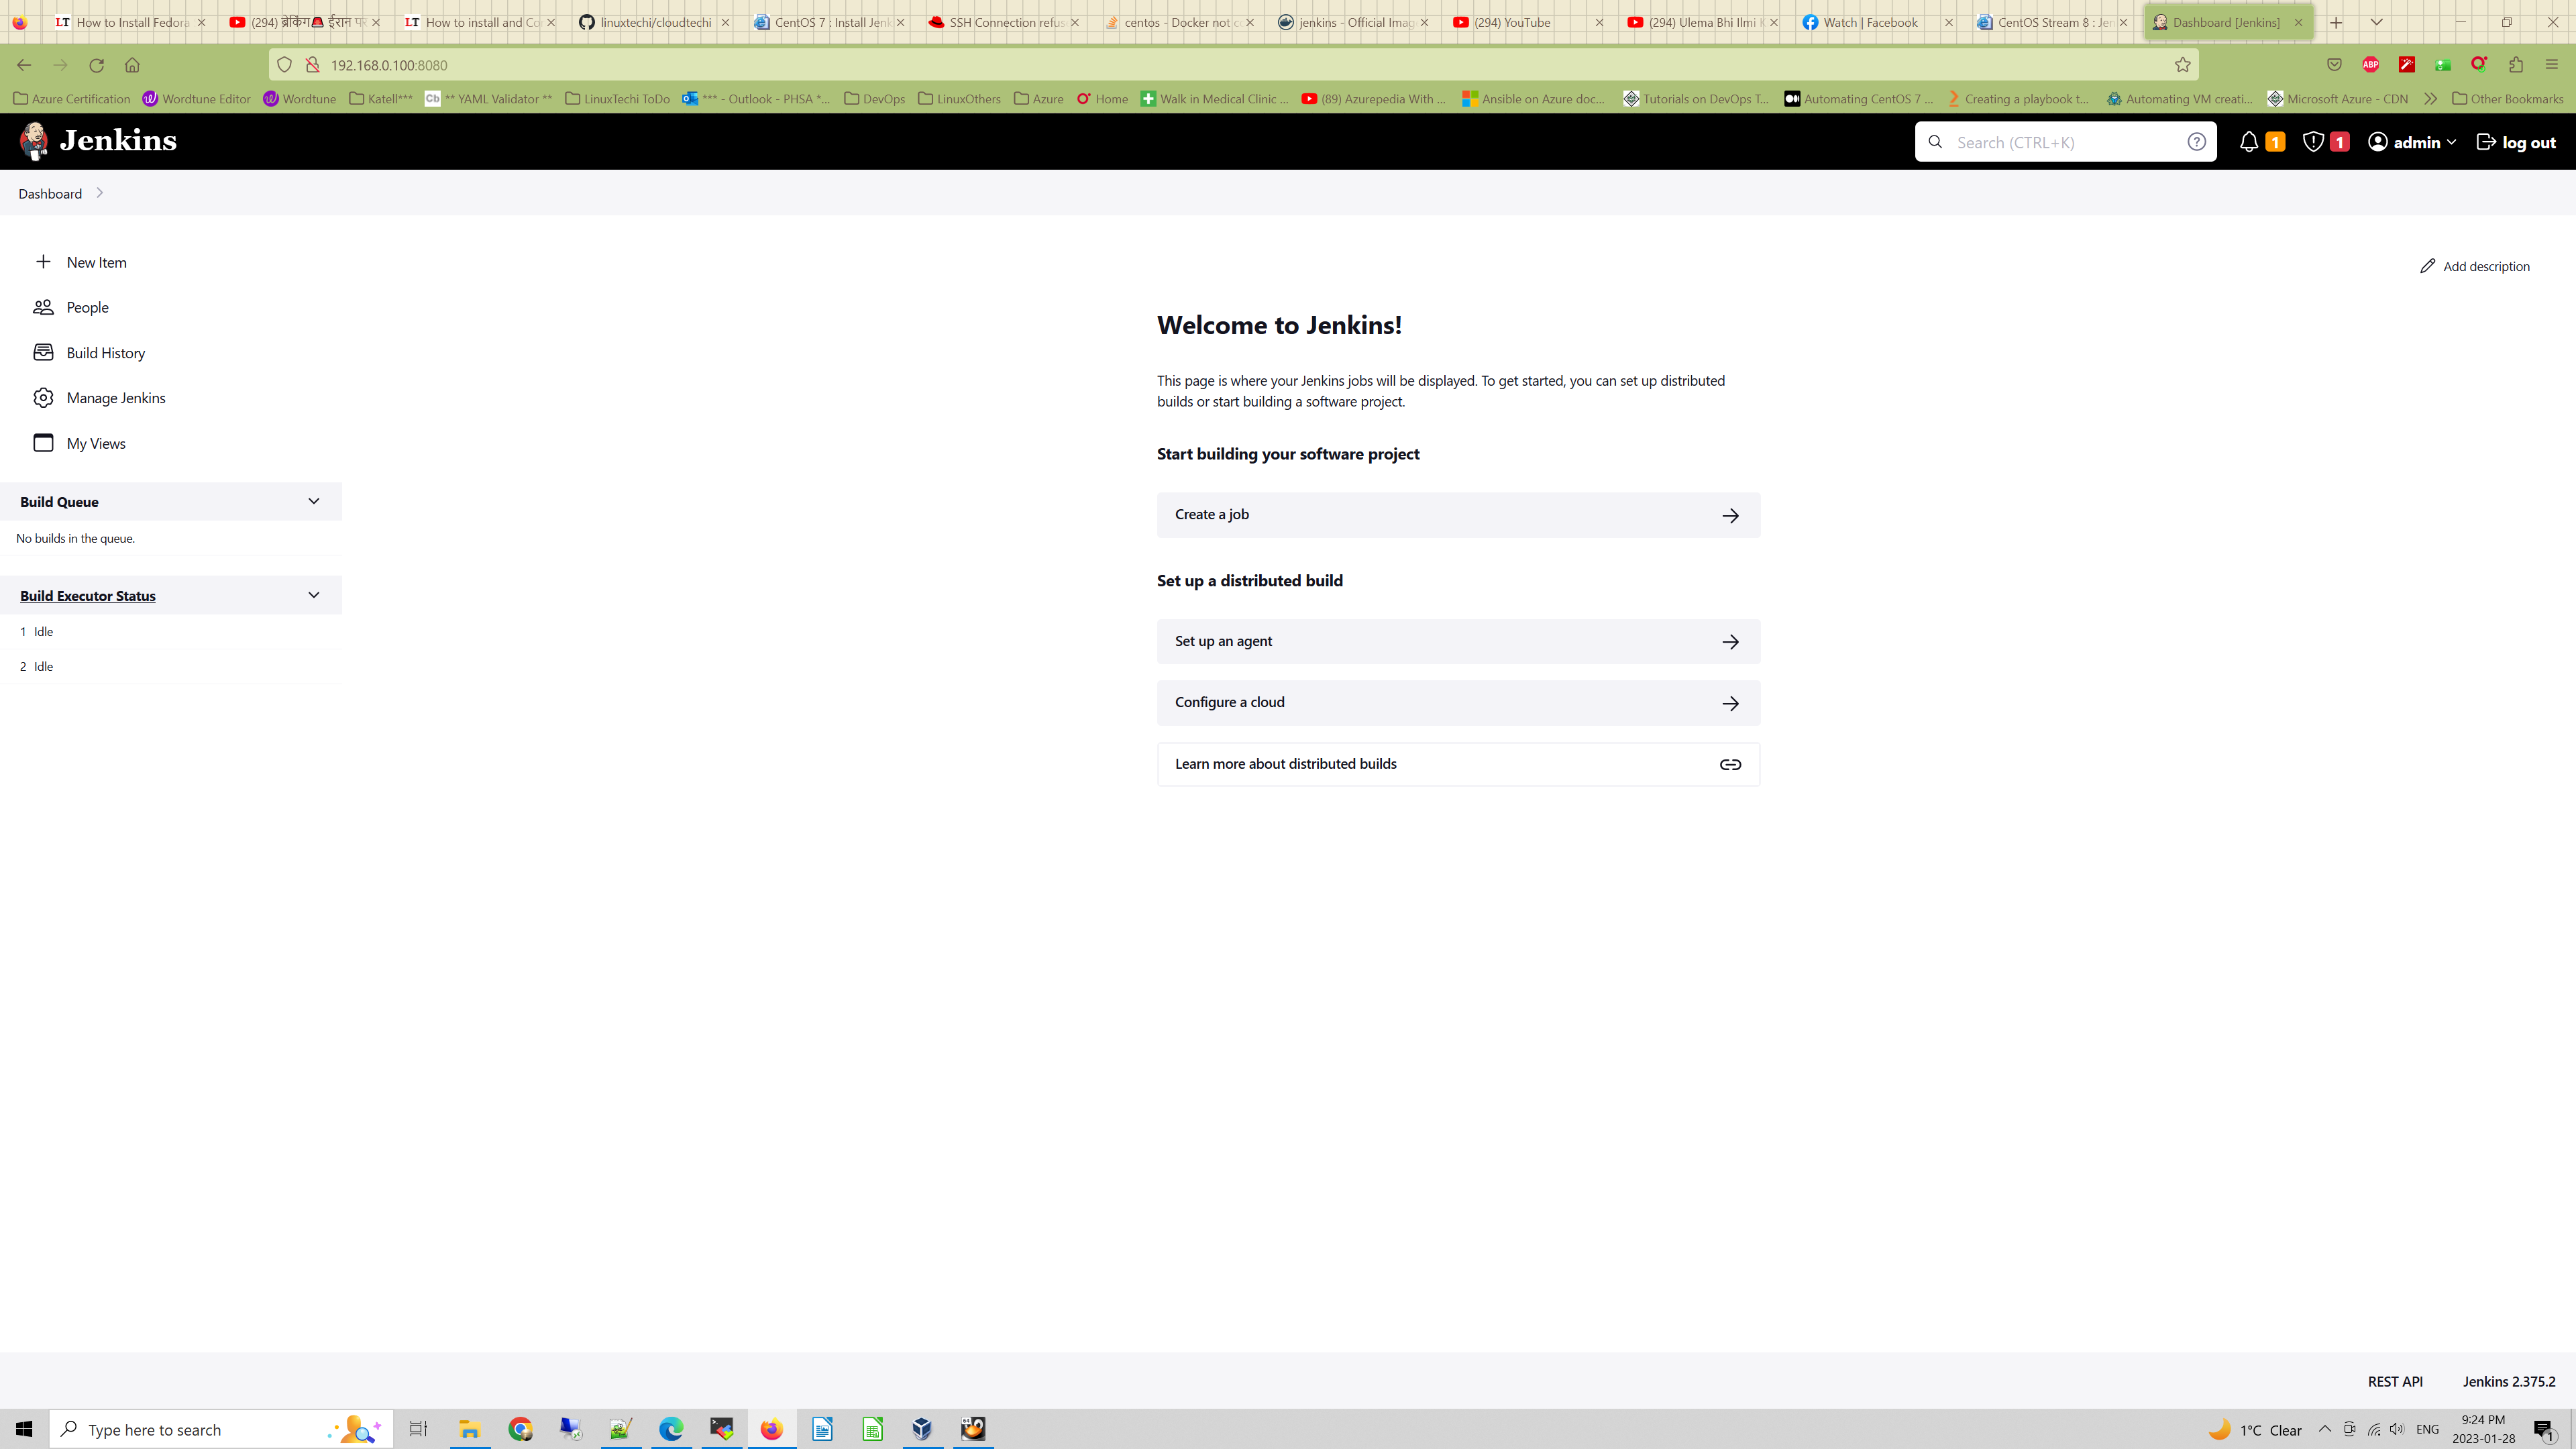 How to Install Fedora
(294) ब्रेकिंग🚨 ईरान पर
How to install and Co
linuxtechi/cloudtechi
CentOS 7 : Install Jenk
SSH Connection refus
centos - Docker not c
jenkins - Official Imag
(294) YouTube
(294) Ulema Bhi Ilmi K
Watch | Facebook
CentOS Stream 8 : Jen
Dashboard [Jenkins]
192.168.0.100:8080
ABP
Azure Certification
Wordtune Editor
Wordtune
Katell***
** YAML Validator **
LinuxTechi ToDo
*** - Outlook - PHSA *...
DevOps
LinuxOthers
Azure
Home
Walk in Medical Clinic ...
(89) Azurepedia With ...
Ansible on Azure doc...
Tutorials on DevOps T...
Automating CentOS 7 ...
Creating a playbook t...
Automating VM creati...
Microsoft Azure - CDN
Other Bookmarks
Jenkins
Search (CTRL+K)
1
1
admin
log out
Dashboard
New Item
People
Build History
Manage Jenkins
My Views
Build Queue
No builds in the queue.
Build Executor Status
1 Idle
2 Idle
Add description
Welcome to Jenkins!
This page is where your Jenkins jobs will be displayed. To get started, you can set up distributed
builds or start building a software project.
Start building your software project
Create a job
Set up a distributed build
Set up an agent
Configure a cloud
Learn more about distributed builds
REST API
Jenkins 2.375.2
Type here to search
1°C Clear
ENG
9:24 PM
2023-01-28
1